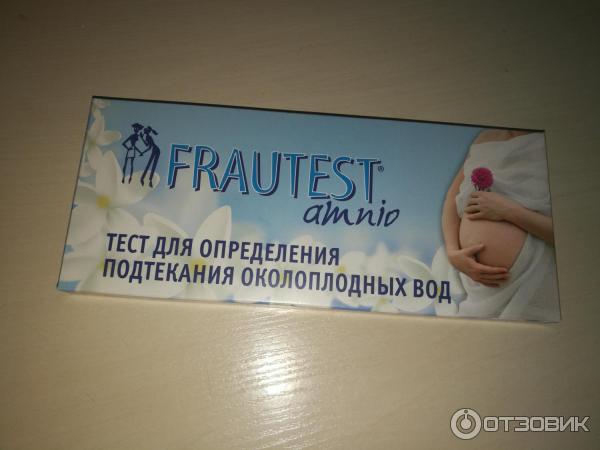 FRAUTEST®
amnio
ТЕСТ ДЛЯ ОПРЕДЕЛЕНИЯ
ПОДТЕКАНИЯ ОКОЛОПЛОДНЫХ ВОД
ОТЗОВИК